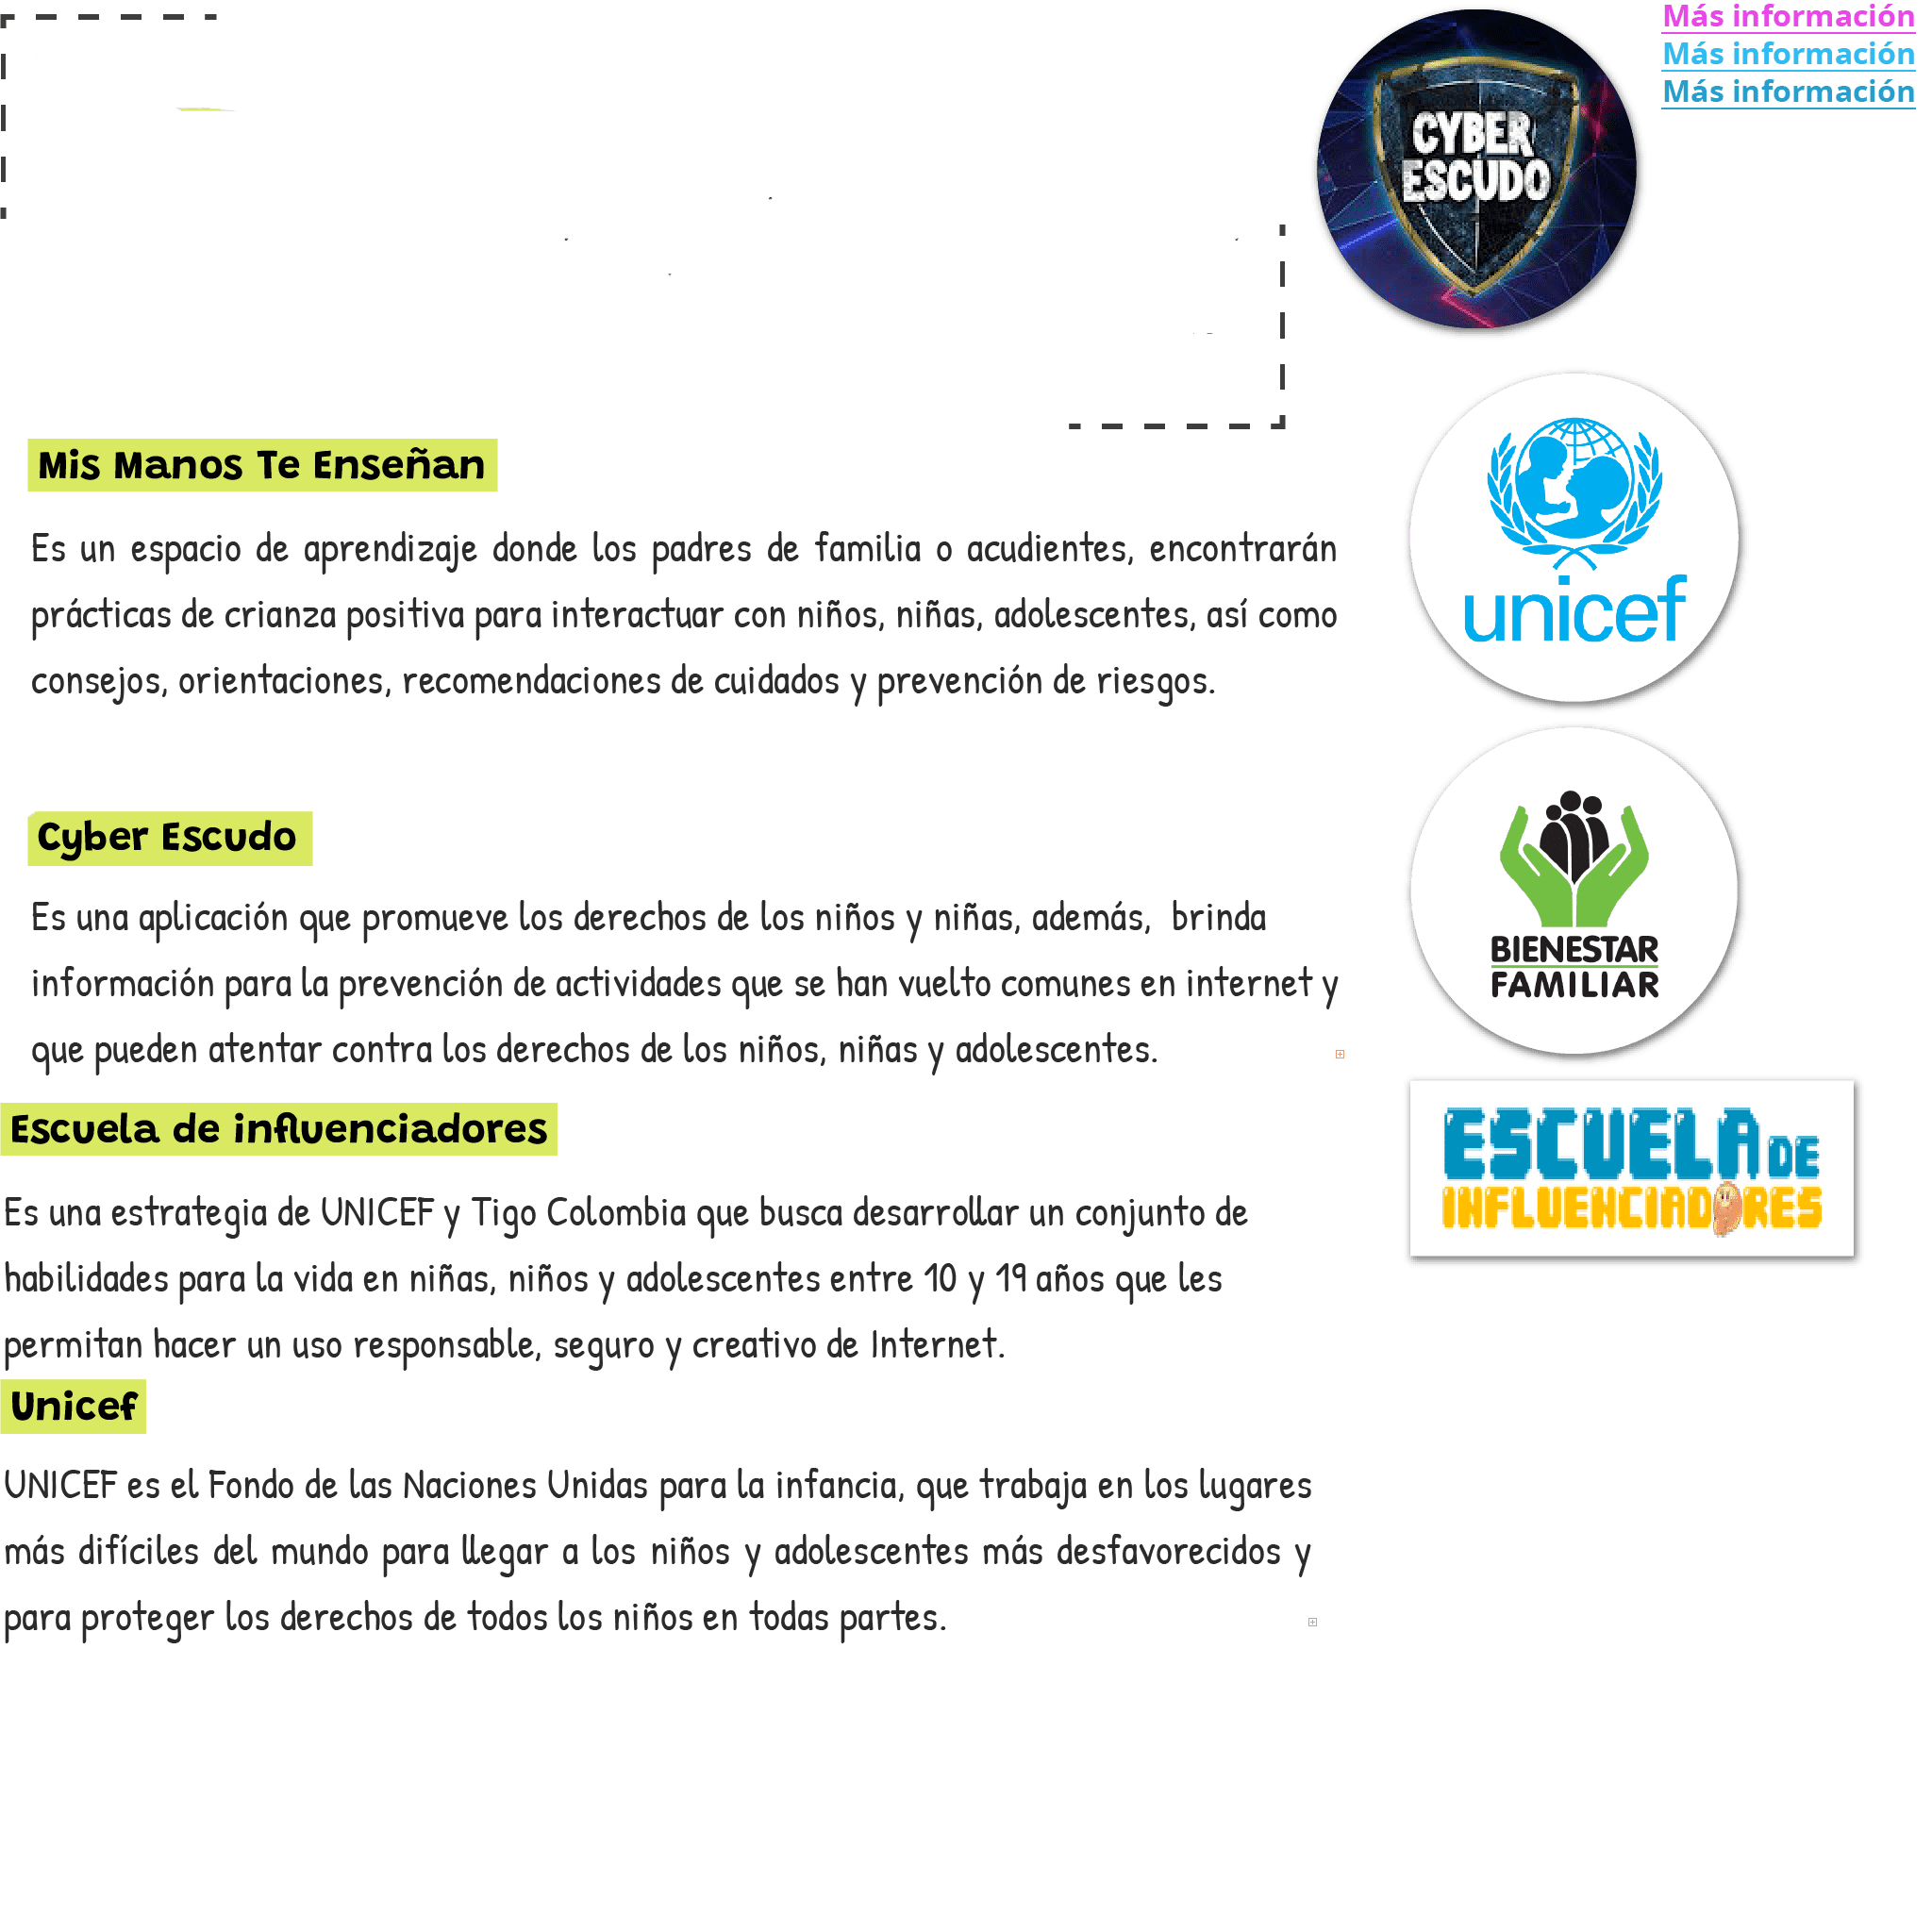 Más información
Más información
Más información
CYBER
ESCUDO
Mis Manos Te Enseñan
Es un espacio de aprendizaje donde los padres de familia o acudientes, encontrarán
prácticas de crianza positiva para interactuar con niños, niñas, adolescentes, así como
consejos, orientaciones, recomendaciones de cuidados y prevención de riesgos.
unicef
Cyber Escudo
Es una aplicación que promueve los derechos de los niños y niñas, además, brinda
información para la prevención de actividades que se han vuelto comunes en internet y
que pueden atentar contra los derechos de los niños, niñas y adolescentes.
BIENESTAR
FAMILIAR
Escuela de influenciadores
Es una estrategia de UNICEF y Tigo Colombia que busca desarrollar un conjunto de
habilidades para la vida en niñas, niños y adolescentes entre 10 y 19 años que les
permitan hacer un uso responsable, seguro y creativo de Internet.
ESCUELA DE
INFLUENCIADORES
Unicef
UNICEF es el Fondo de las Naciones Unidas para la infancia, que trabaja en los lugares
más difíciles del mundo para llegar a los niños y adolescentes más desfavorecidos y
para proteger los derechos de todos los niños en todas partes.